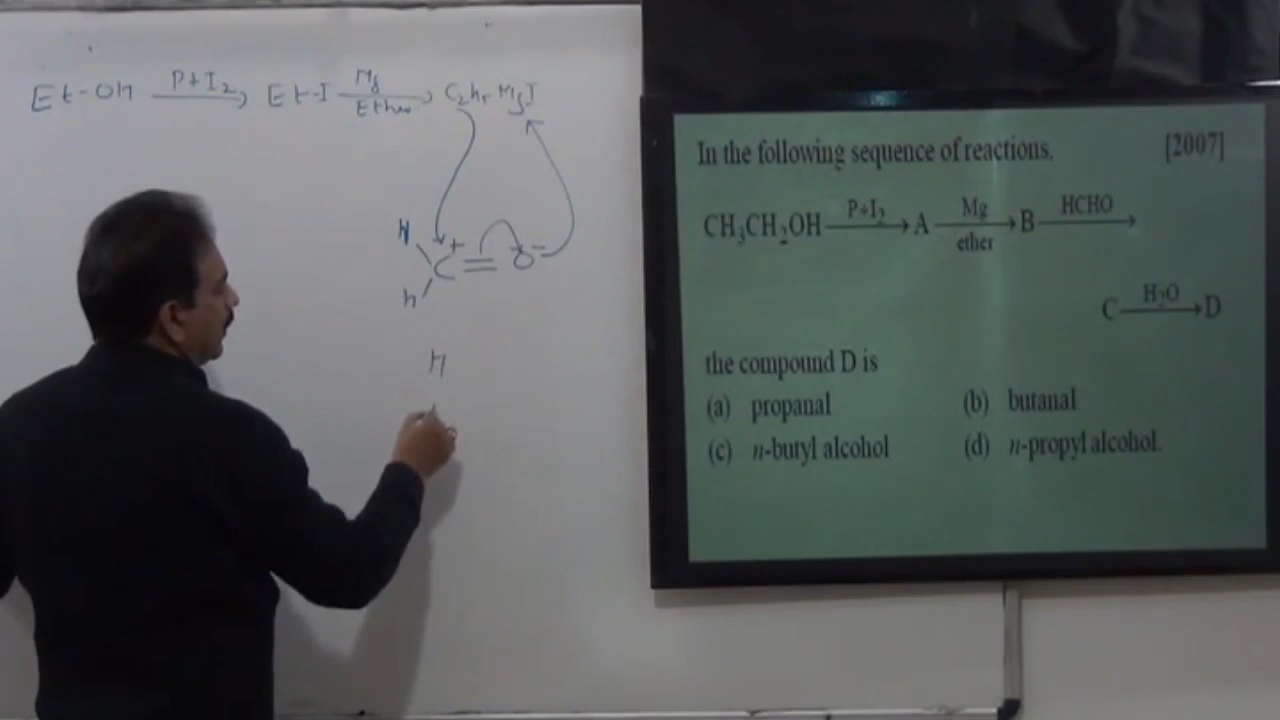 Et-OH P+I2 → Et-I Mg Ether → C2H5MgI
H
C+ = O-
H
H
In the following sequence of reactions. [2007]
CH3CH2OH P+I2 → A Mg ether → B HCHO →
C H2O → D
the compound D is
(a) propanal (b) butanal
(c) n-butyl alcohol (d) n-propyl alcohol.